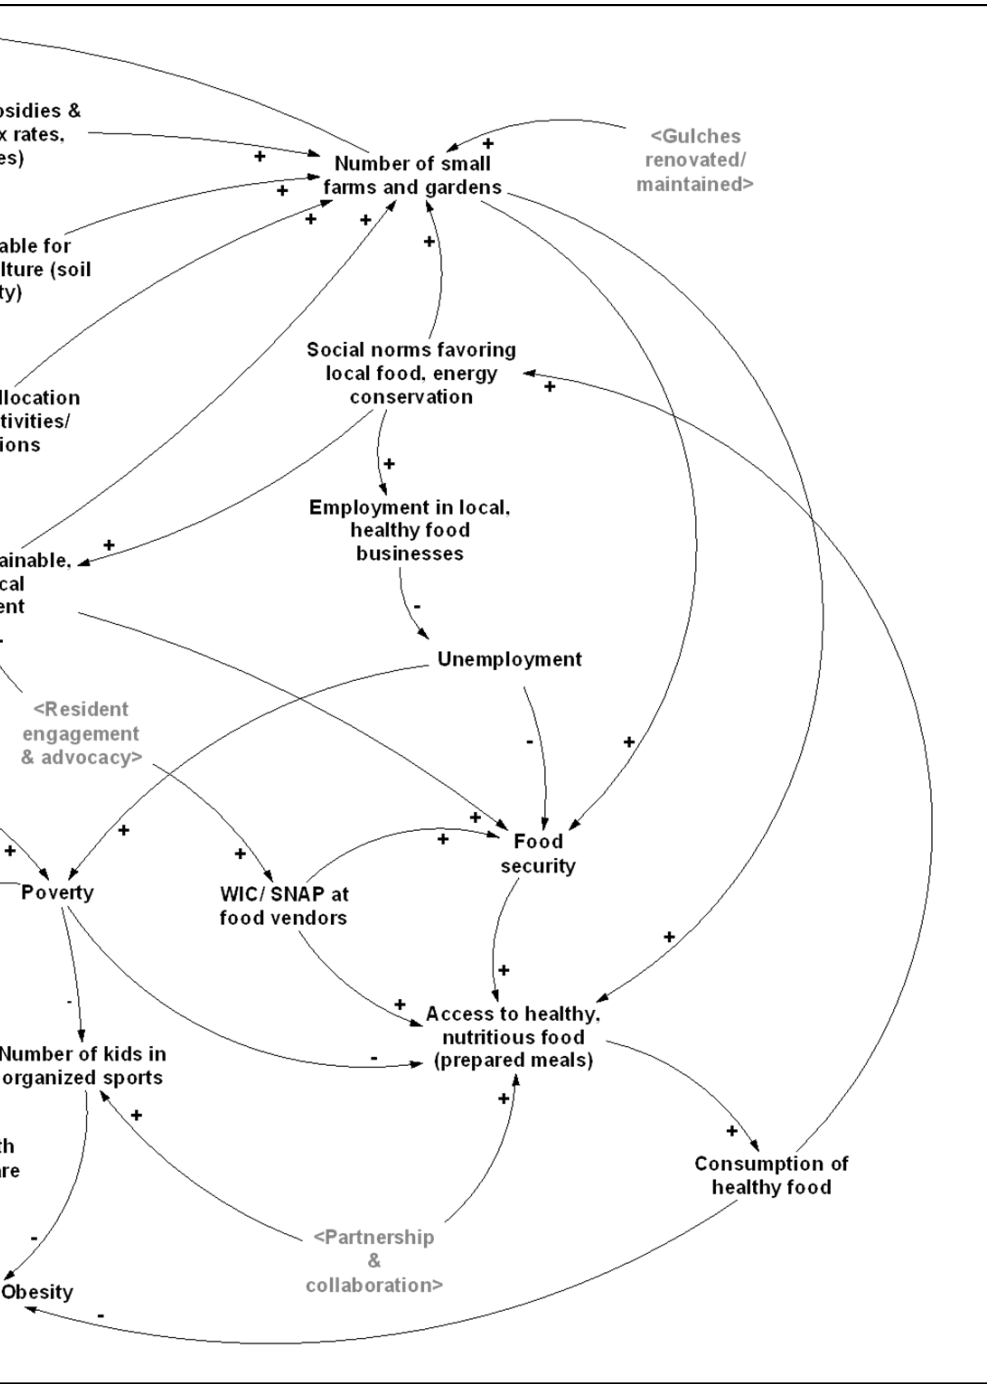 osidies &
x rates,
es)
Number of small
farms and gardens
<Gulches
renovated/
maintained>
able for
lture (soil
ty)
Social norms favoring
local food, energy
conservation
llocation
tivities/
ions
Employment in local,
healthy food
businesses
ainable,
cal
ent
Unemployment
<Resident
engagement
& advocacy>
Food
security
Poverty
WIC/ SNAP at
food vendors
Access to healthy,
nutritious food
(prepared meals)
Number of kids in
organized sports
th
are
Consumption of
healthy food
<Partnership
&
collaboration>
Obesity